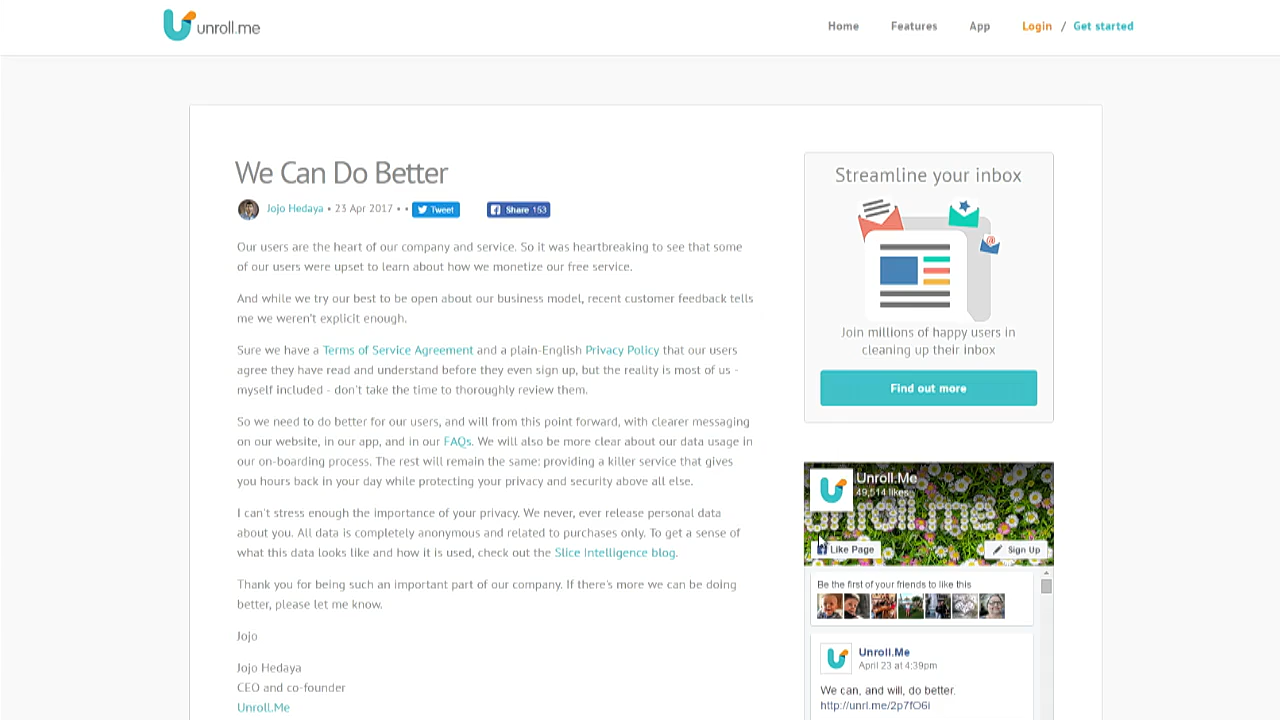 unroll.me
Home Features App Login / Get started
We Can Do Better
Jojo Hedaya • 23 Apr 2017 • • Tweet Share 153
Our users are the heart of our company and service. So it was heartbreaking to see that some
of our users were upset to learn about how we monetize our free service.
And while we try our best to be open about our business model, recent customer feedback tells
me we weren't explicit enough.
Sure we have a Terms of Service Agreement and a plain-English Privacy Policy that our users
agree they have read and understand before they even sign up, but the reality is most of us -
myself included - don't take the time to thoroughly review them.
So we need to do better for our users, and will from this point forward, with clearer messaging
on our website, in our app, and in our FAQs. We will also be more clear about our data usage in
our on-boarding process. The rest will remain the same: providing a killer service that gives
you hours back in your day while protecting your privacy and security above all else.
I can't stress enough the importance of your privacy. We never, ever release personal data
about you. All data is completely anonymous and related to purchases only. To get a sense of
what this data looks like and how it is used, check out the Slice Intelligence blog.
Thank you for being such an important part of our company. If there's more we can be doing
better, please let me know.
Jojo
Jojo Hedaya
CEO and co-founder
Unroll.Me
Streamline your inbox
@
Join millions of happy users in
cleaning up their inbox
Find out more
Unroll.Me
49,514 likes
Like Page Sign Up
Be the first of your friends to like this
Unroll.Me
April 23 at 4:39pm
We can, and will, do better.
http://unrl.me/2p7fO6i